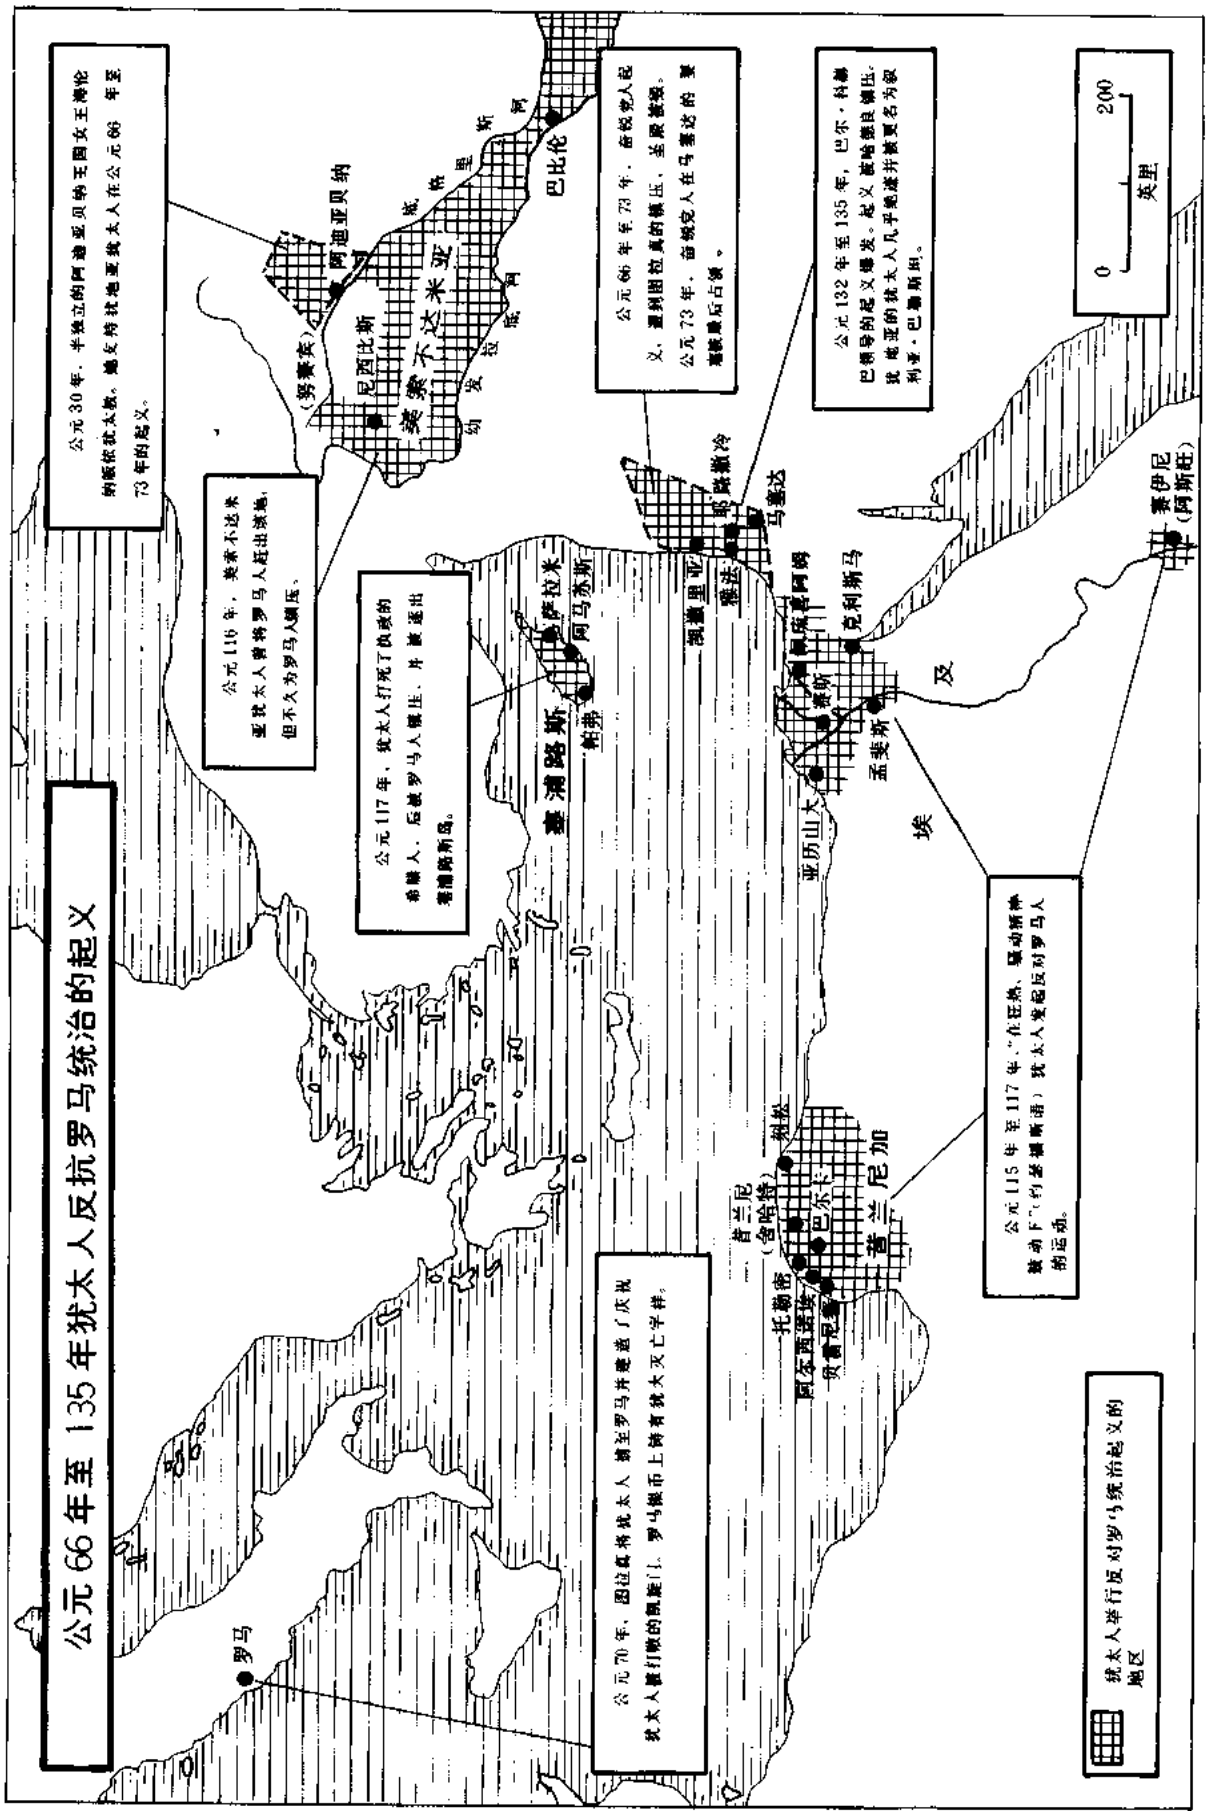 公元66年至135年犹太人反抗罗马统治的起义
公元30年，半独立的阿迪亚贝纳王国女王海伦
纳皈依犹太教。她支持犹地亚犹太人在公元66年至
73年的起义。
公元116年，美索不达米
亚犹太人曾将罗马人赶出该地，
但不久为罗马人镇压。
公元117年，犹太人打死了执政的
希腊人，后被罗马人镇压，并被逐出
塞浦路斯岛。
公元66年至73年，奋锐党人起
义，遭到图拉真的镇压，圣殿被毁。
公元73年，奋锐党人在马塞达的要
塞被最后占领。
公元132年至135年，巴尔·科赫
巴领导的起义爆发。起义被哈德良镇压。
犹地亚的犹太人几乎绝迹并被更名为叙
利亚·巴勒斯坦。
0 200
英里
公元115年至117年，“在狂热、骚动精神
鼓动下”（约瑟福斯语）犹太人发起反对罗马人
的运动。
公元70年，图拉真将犹太人掳至罗马并建造了庆祝
犹太人被打败的凯旋门。罗马银币上铸有犹太灭亡字样。
犹太人举行反对罗马统治起义的
地区
罗马
（努赛宾）
尼西比斯
阿迪亚贝纳
美索不达米亚
底格里斯河
幼发拉底河
巴比伦
塞浦路斯
萨拉米
阿马苏斯
帕弗
凯撒里亚
雅法
耶路撒冷
马塞达
佩琉喜阿姆
克利斯马
赛斯
孟斐斯
亚历山大
埃及
赛伊尼
（阿斯旺）
昔兰尼
（舍哈特）
巴尔卡
昔兰尼加
托勒密
阿尔西诺埃
贝雷尼塞